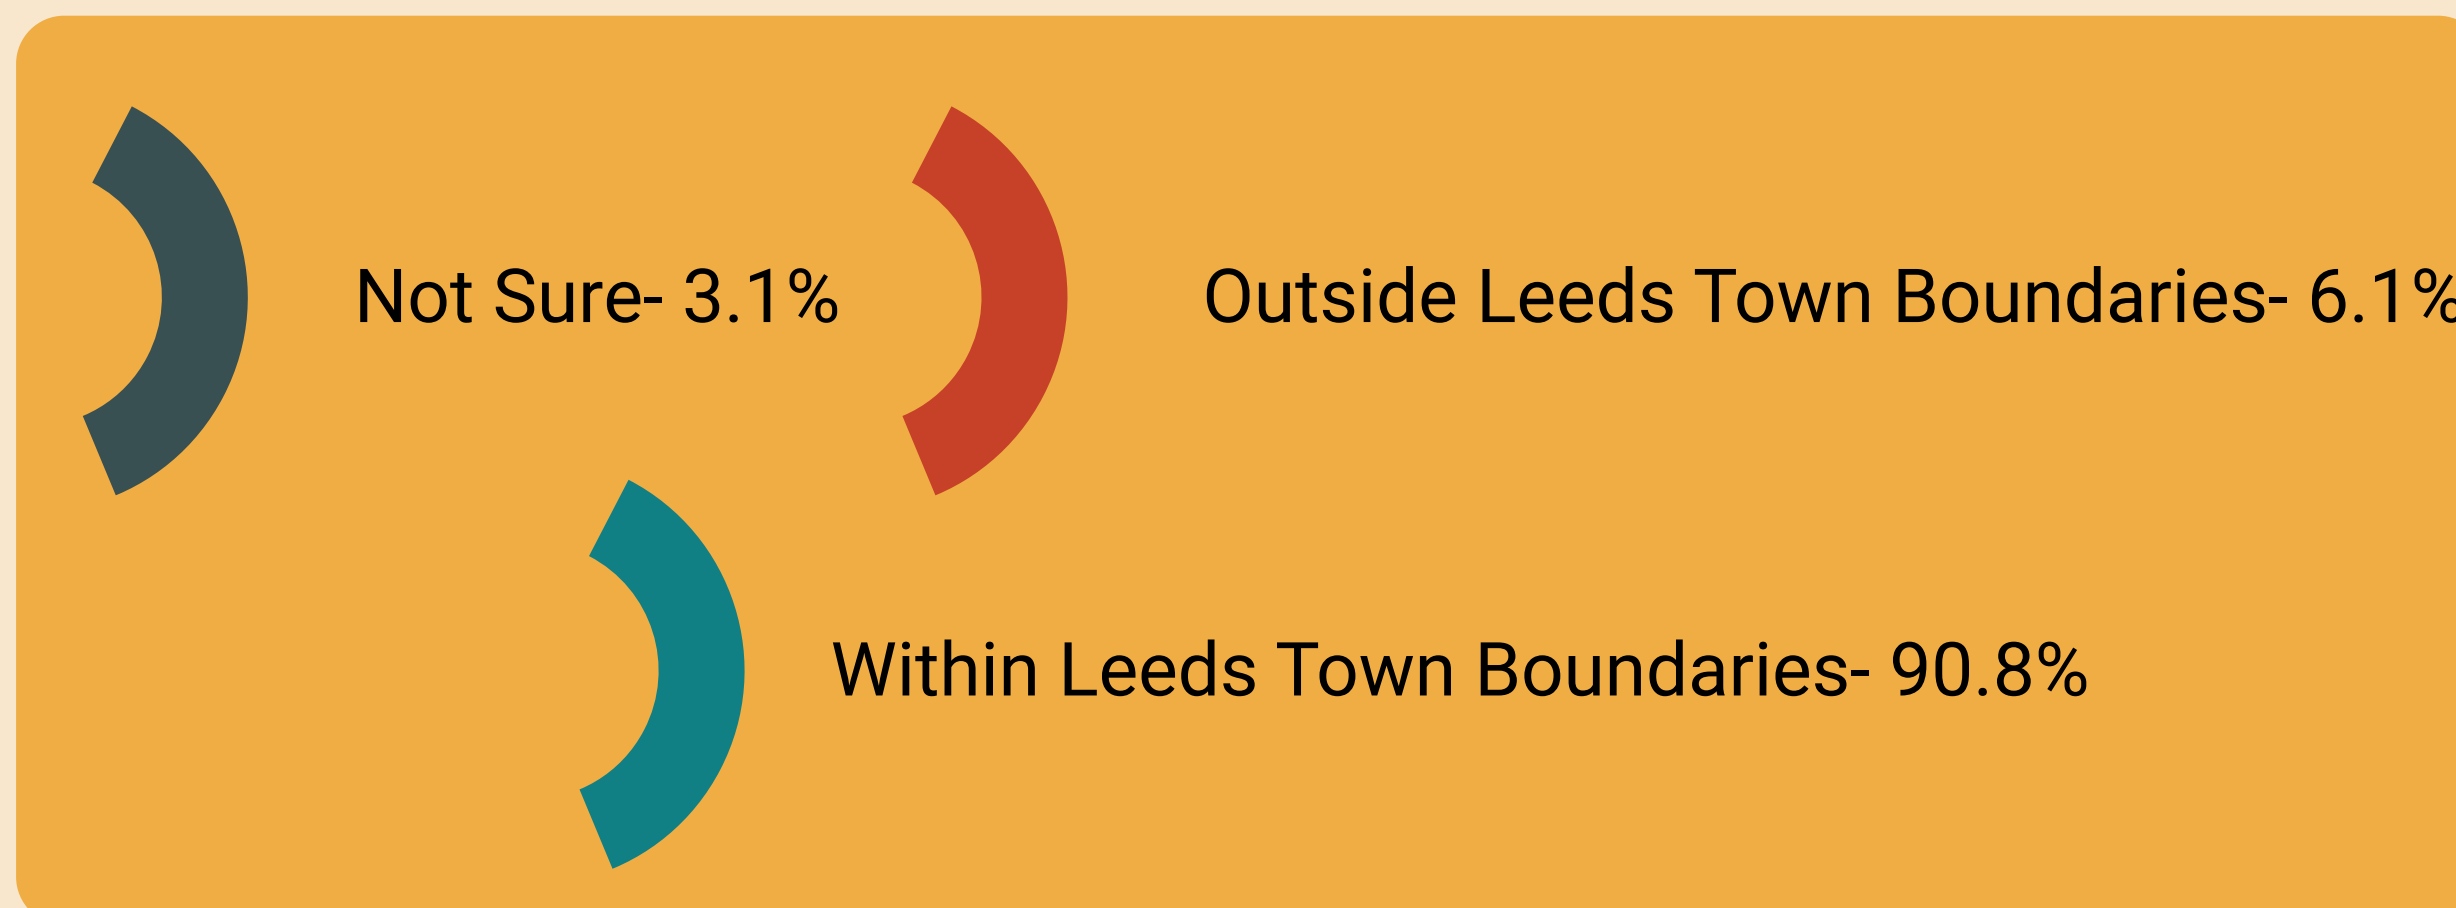 Not Sure- 3.1%
Outside Leeds Town Boundaries- 6.1%
Within Leeds Town Boundaries- 90.8%